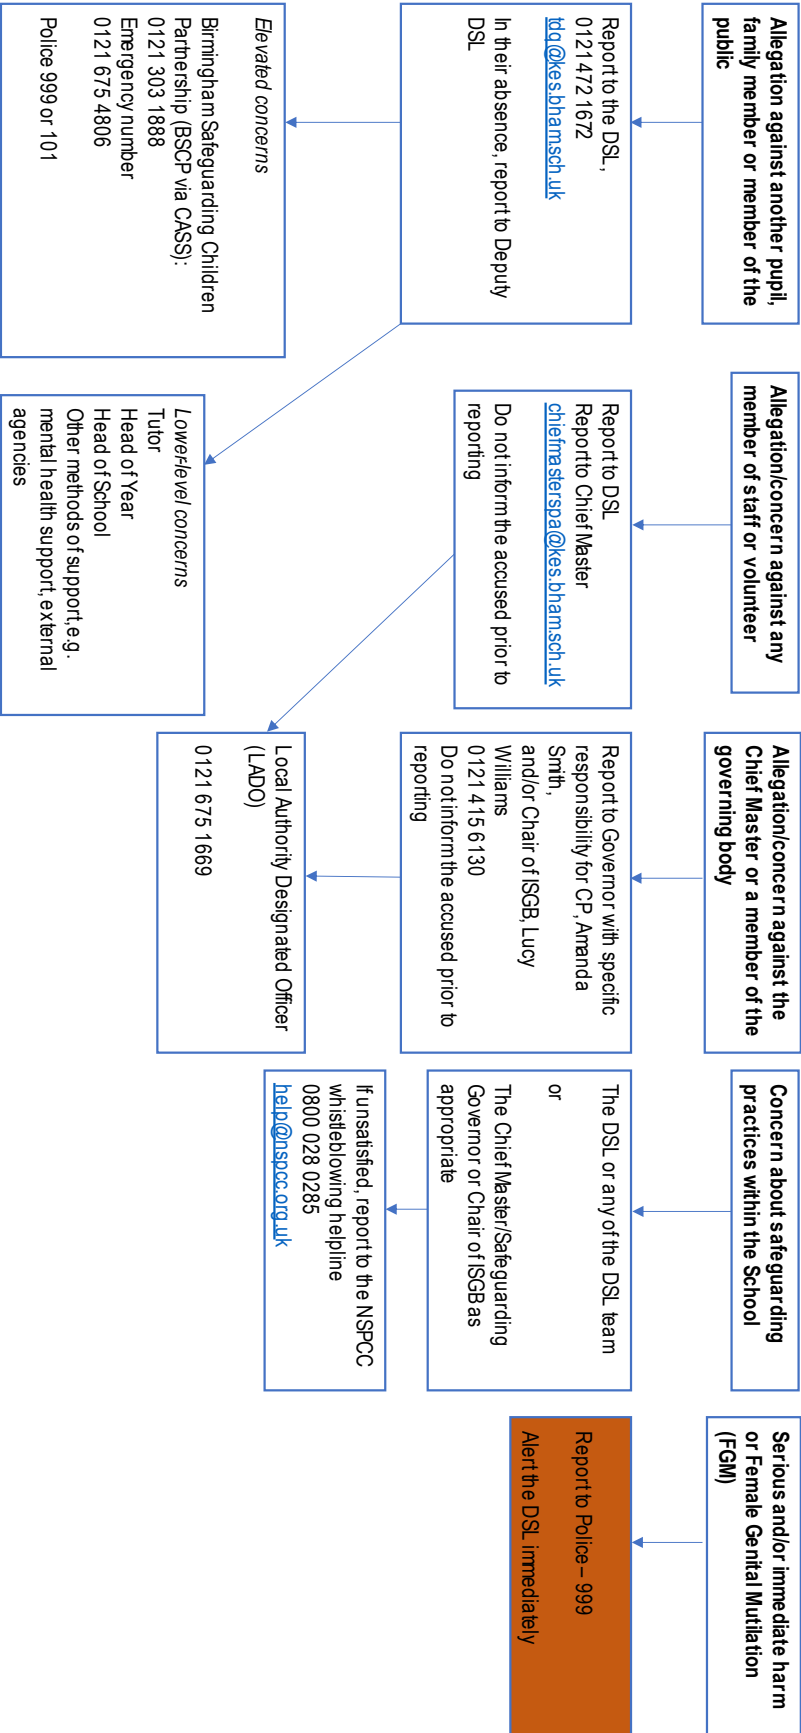 Allegation against another pupil,
family member or member of the
public
Report to the DSL,
0121 472 1672
tdq@kes.bham.sch.uk
In their absence, report to Deputy
DSL
Elevated concerns
Birmingham Safeguarding Children
Partnership (BSCP via CASS):
0121 303 1888
Emergency number
0121 675 4806
Police 999 or 101
Lower-level concerns
Tutor
Head of Year
Head of School
Other methods of support, e.g.
mental health support, external
agencies
Allegation/concern against any
member of staff or volunteer
Report to DSL
Report to Chief Master
chiefmasterspa@kes.bham.sch.uk
Do not inform the accused prior to
reporting
Allegation/concern against the
Chief Master or a member of the
governing body
Report to Governor with specific
responsibility for CP, Amanda
Smith,
and/or Chair of ISGB, Lucy
Williams
0121 415 6130
Do not inform the accused prior to
reporting
Local Authority Designated Officer
(LADO)
0121 675 1669
Concern about safeguarding
practices within the School
The DSL or any of the DSL team
or
The Chief Master/Safeguarding
Governor or Chair of ISGB as
appropriate
If unsatisfied, report to the NSPCC
whistleblowing helpline
0800 028 0285
help@nspcc.org.uk
Serious and/or immediate harm
or Female Genital Mutilation
(FGM)
Report to Police – 999
Alert the DSL immediately